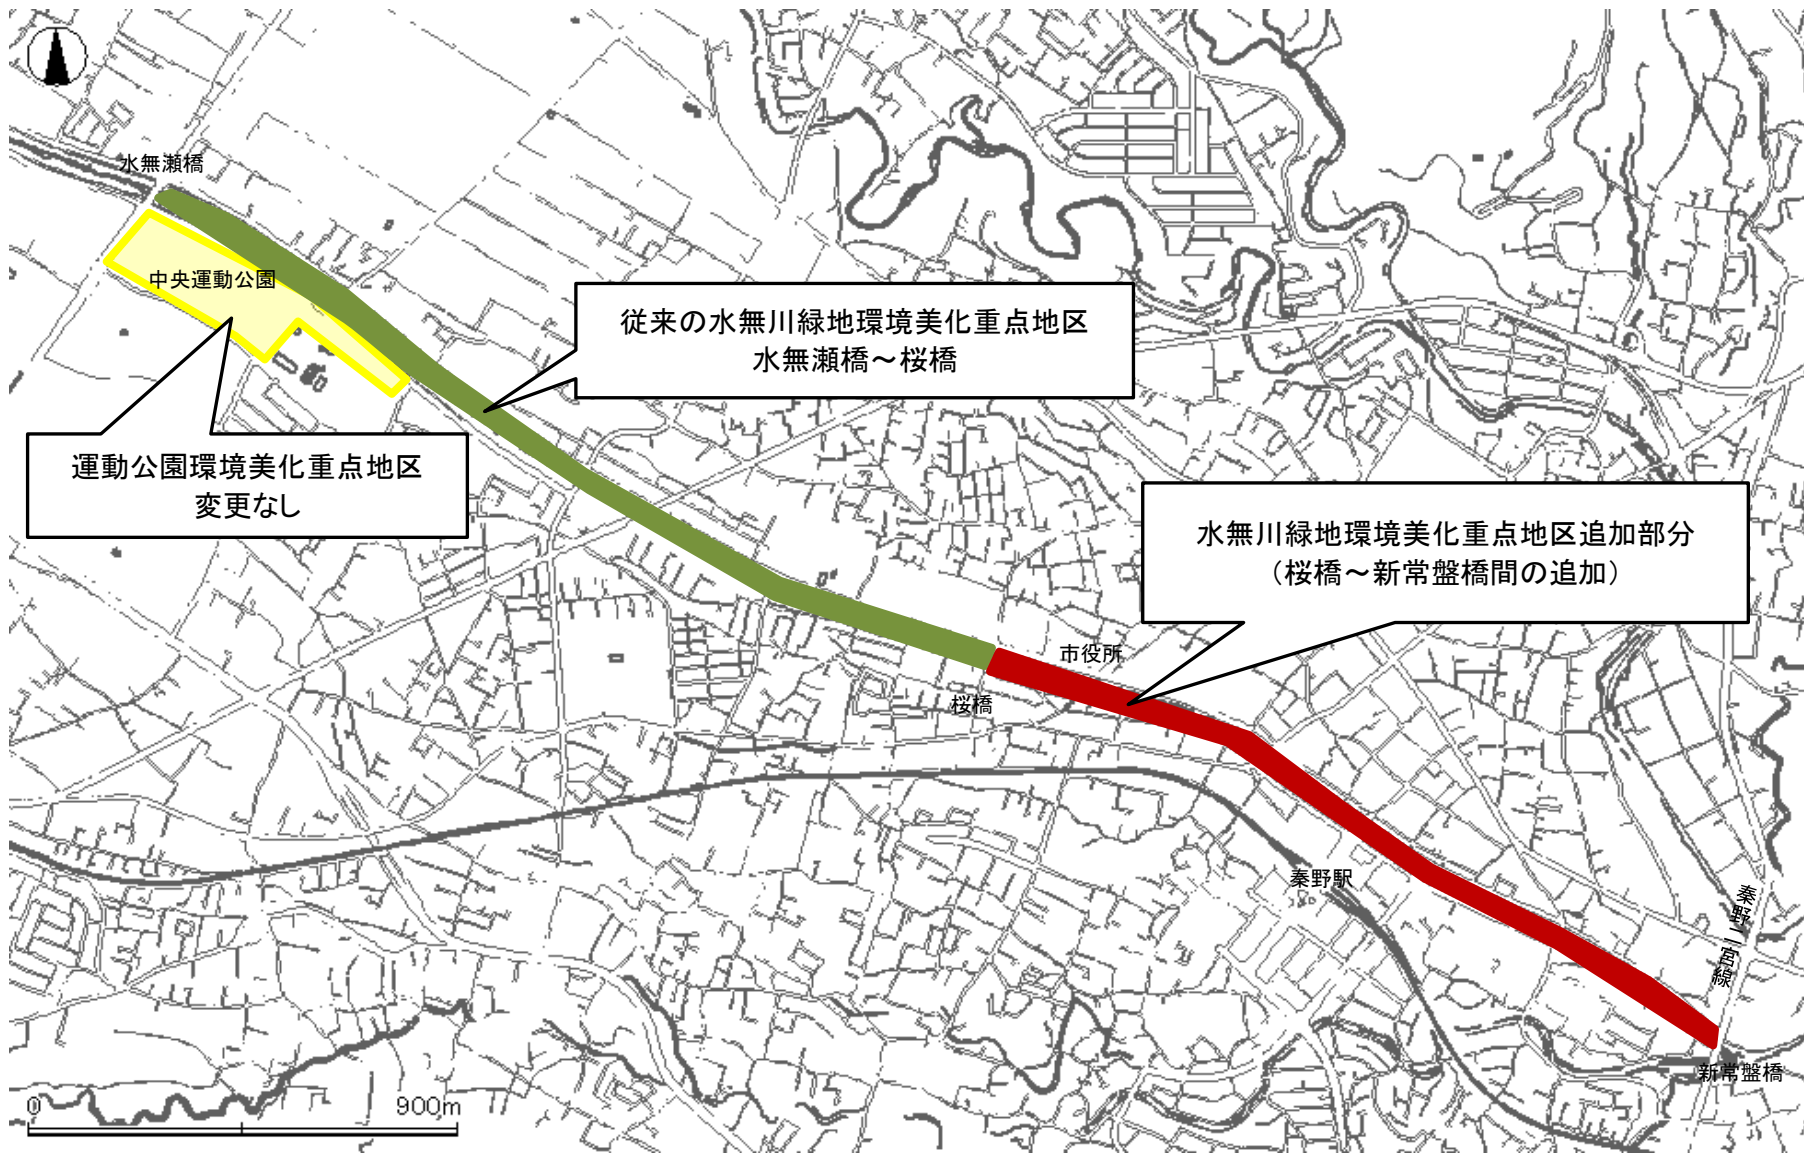 水無瀬橋
中央運動公園
従来の水無川緑地環境美化重点地区
水無瀬橋～桜橋
運動公園環境美化重点地区
変更なし
水無川緑地環境美化重点地区追加部分
（桜橋～新常盤橋間の追加）
市役所
桜橋
秦野駅
秦野二宮線
新常盤橋
0
900m